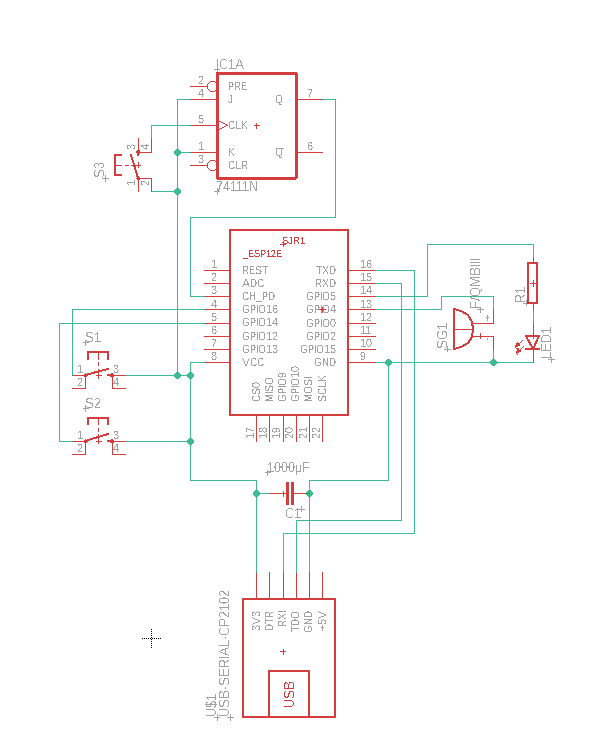 IC1A
2 PRE
4 J Q 7
5 CLK
1 K Q 6
3 CLR
74111N
S3
3 4
1 2
SJR1
_ESP12E
1 REST TXD 16
2 ADC RXD 15
3 CH_PD GPIO5 14
4 GPIO16 GPIO4 13
5 GPIO14 GPIO0 12
6 GPIO12 GPIO2 11
7 GPIO13 GPIO15 10
8 VCC GND 9
CS0 MISO GPIO9 GPIO10 MOSI SCLK
17 18 19 20 21 22
S1
1 3
2 4
S2
1 3
2 4
F/QMBIII
SG1
R1
LED1
1000µF
C1
3V3 DTR RXI TDO GND +5V
USB
U$1
USB-SERIAL-CP2102